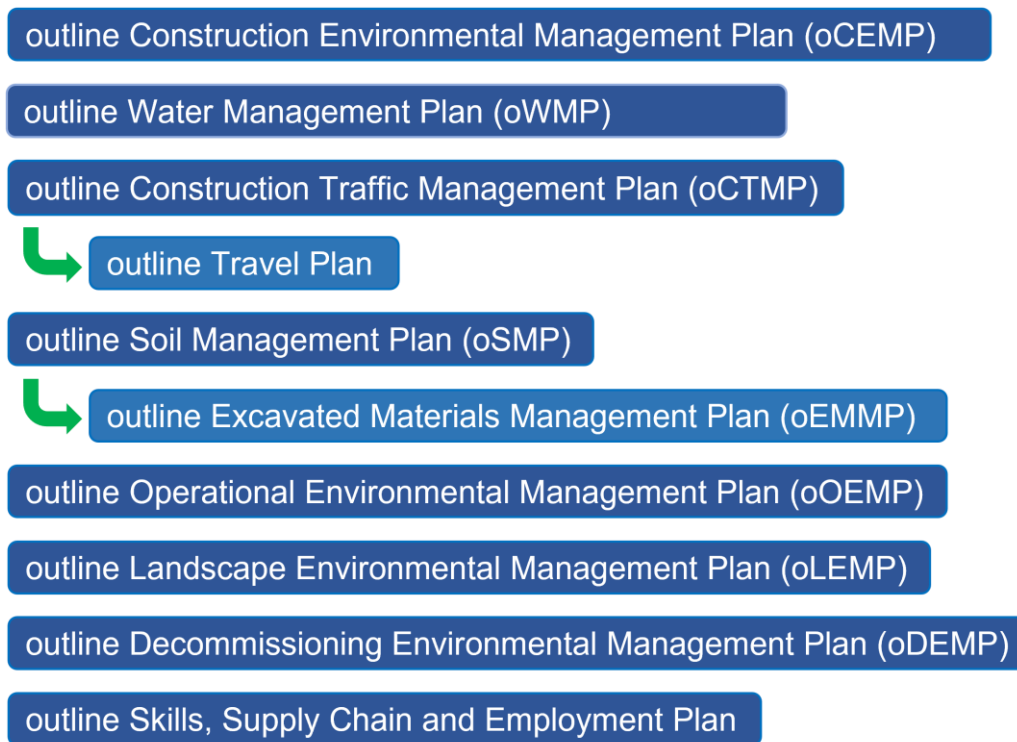 outline Construction Environmental Management Plan (oCEMP)
outline Water Management Plan (oWMP)
outline Construction Traffic Management Plan (oCTMP)
outline Travel Plan
outline Soil Management Plan (oSMP)
outline Excavated Materials Management Plan (oEMMP)
outline Operational Environmental Management Plan (oOEMP)
outline Landscape Environmental Management Plan (oLEMP)
outline Decommissioning Environmental Management Plan (oDEMP)
outline Skills, Supply Chain and Employment Plan